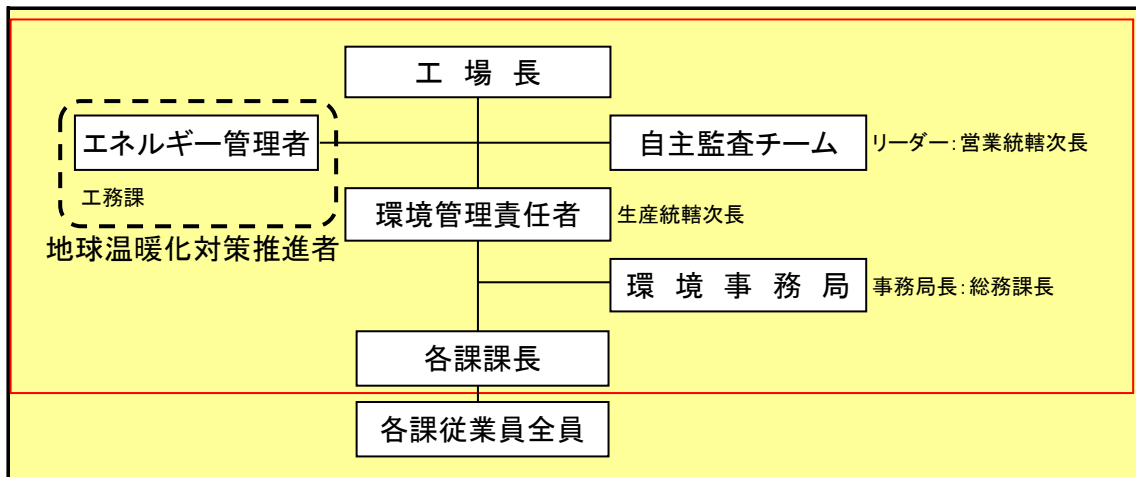 工 場 長
エネルギー管理者
自主監査チーム
リーダー：営業統轄次長
工務課
環境管理責任者
生産統轄次長
地球温暖化対策推進者
環 境 事 務 局
事務局長：総務課長
各課課長
各課従業員全員